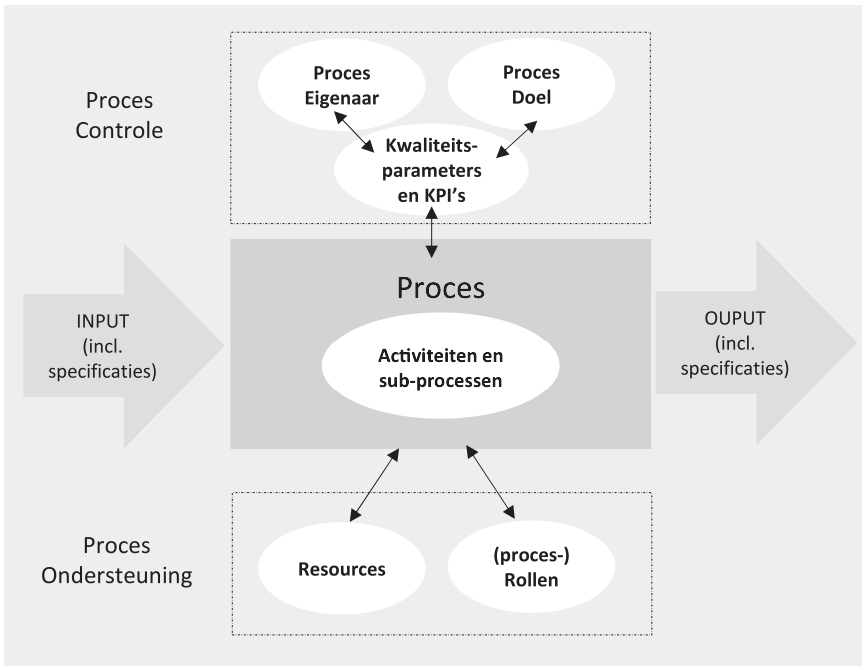 Proces
Controle
Proces
Eigenaar
Proces
Doel
Kwaliteits-
parameters
en KPI's
INPUT
(incl.
specificaties)
Proces
Activiteiten en
sub-processen
OUPUT
(incl.
specificaties)
Proces
Ondersteuning
Resources
(proces-)
Rollen